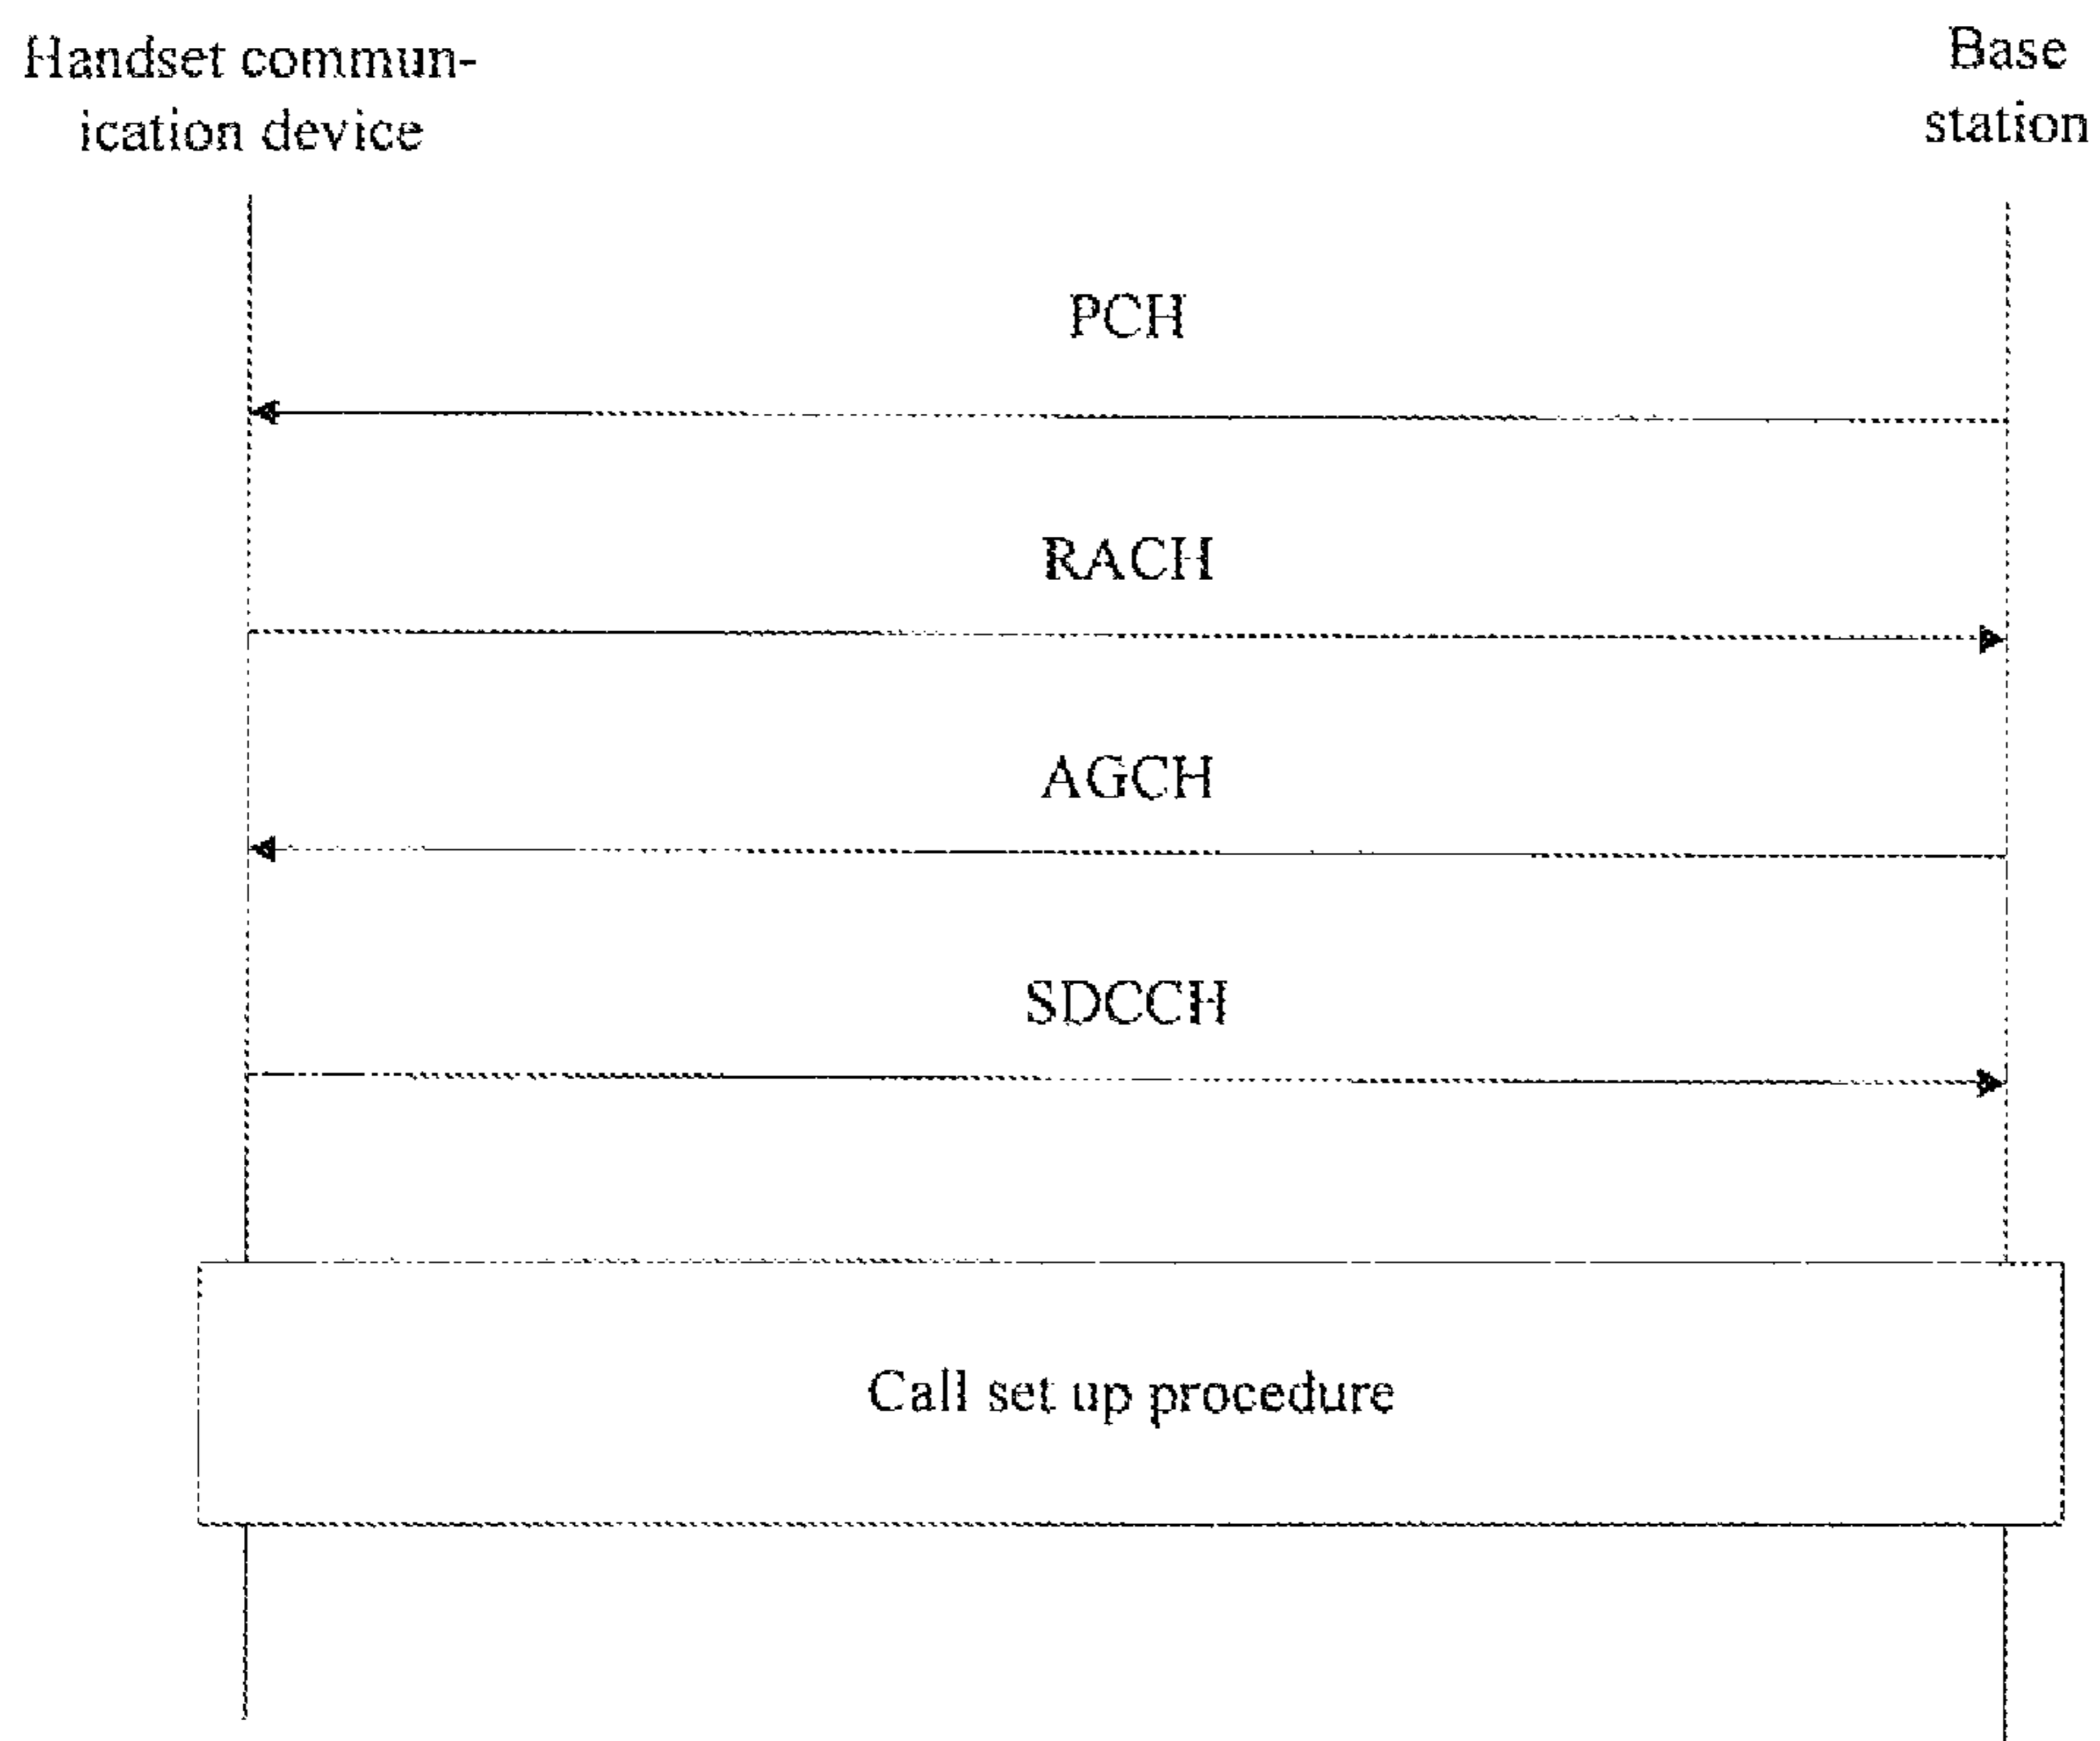 Handset commun-
ication device
Base
station
PCH
RACH
AGCH
SDCCH
Call set up procedure